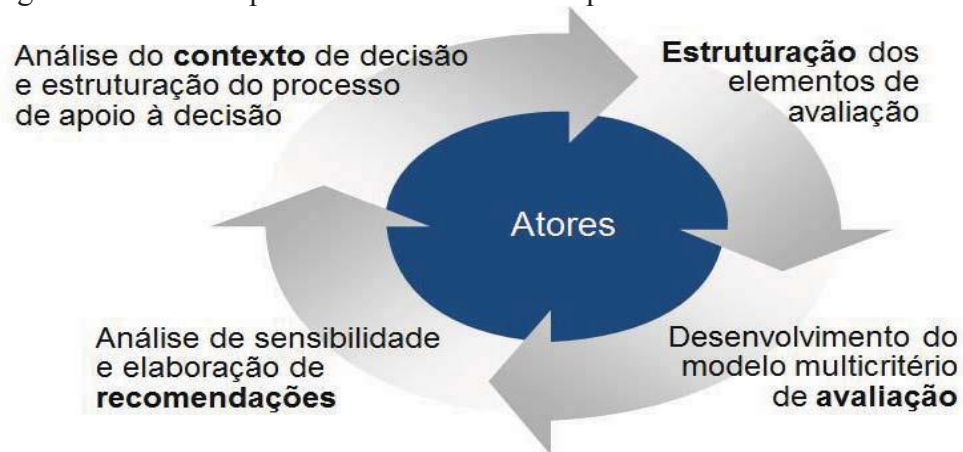 Análise do contexto de decisão
e estruturação do processo
de apoio à decisão
Estruturação dos
elementos de
avaliação
Atores
Análise de sensibilidade
e elaboração de
recomendações
Desenvolvimento do
modelo multicritério
de avaliação